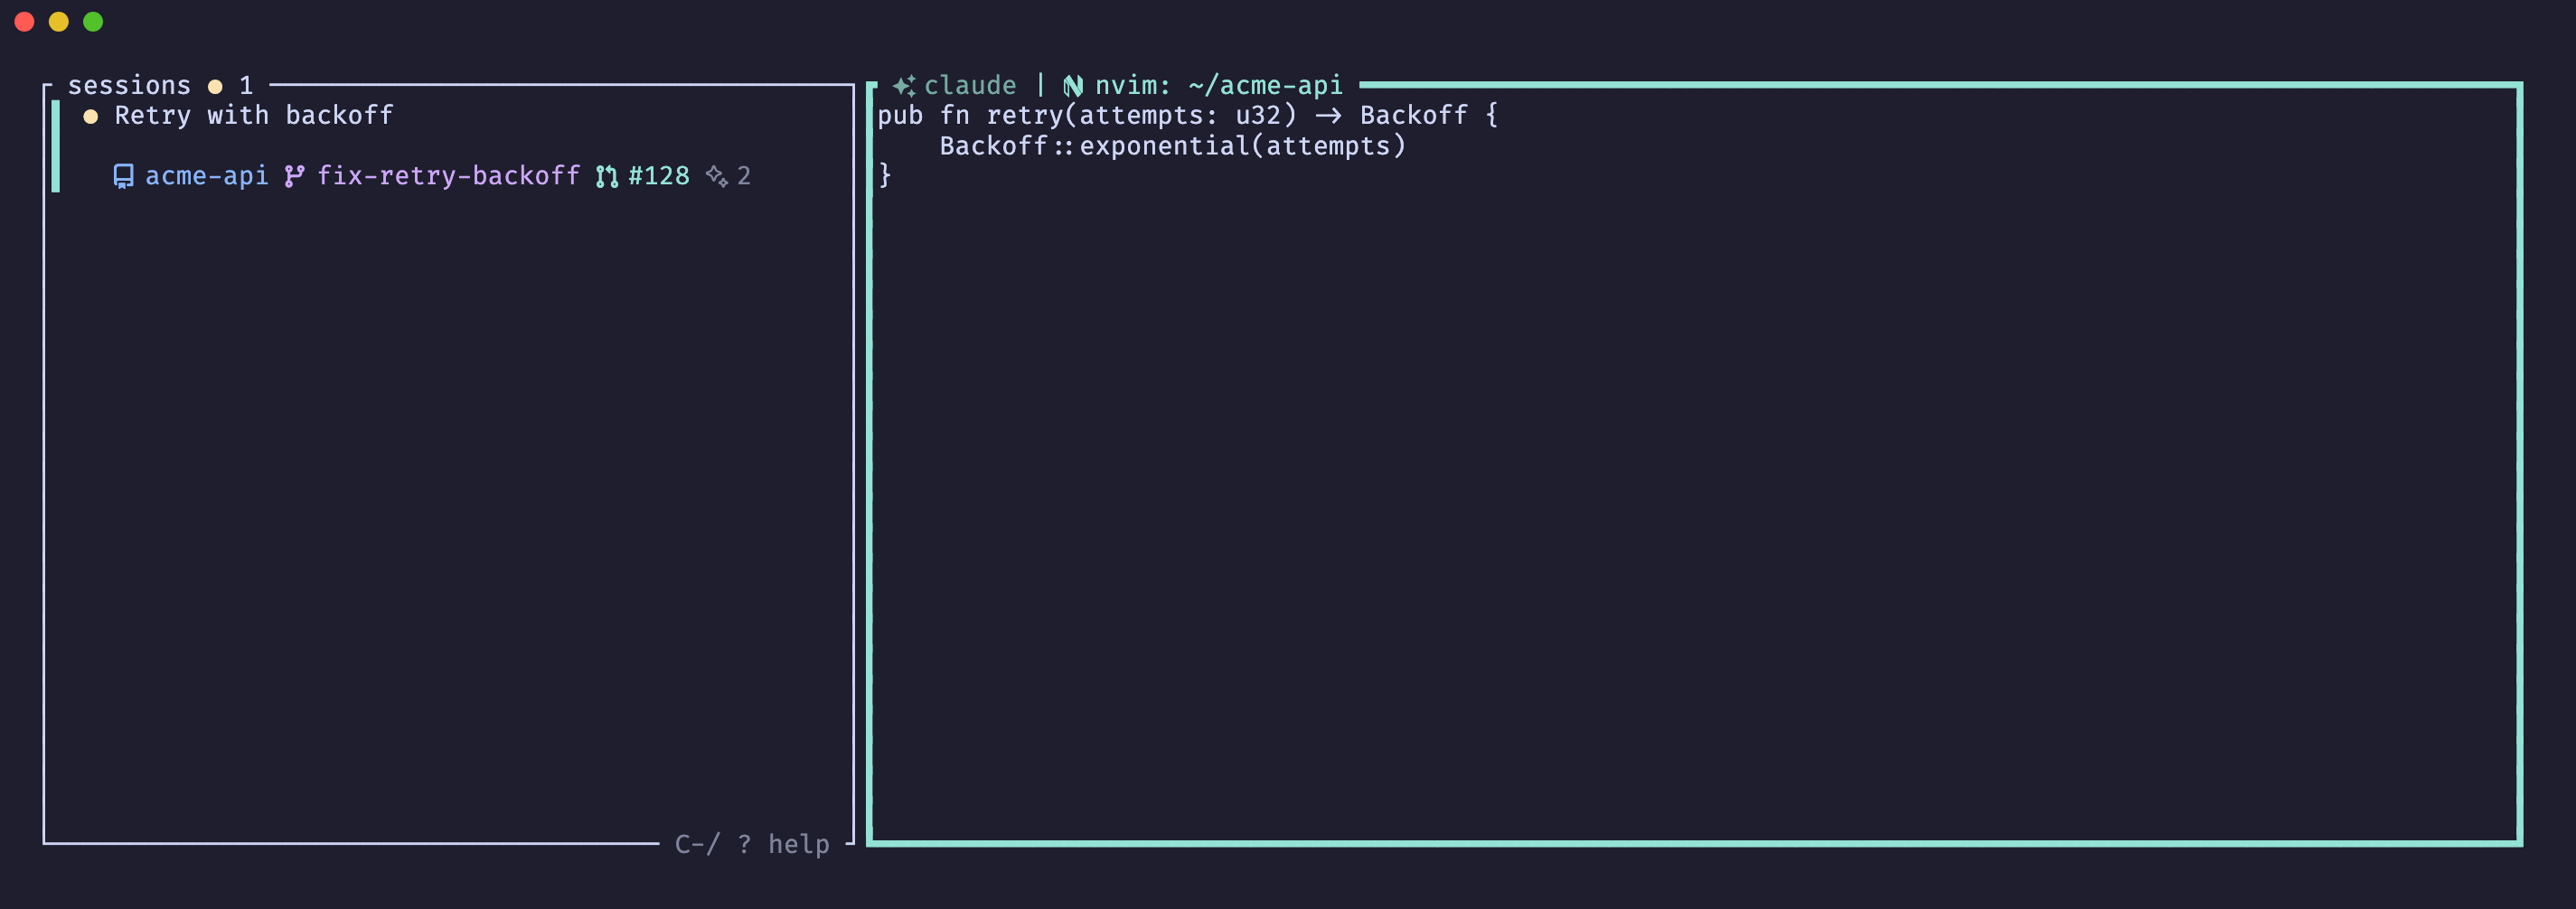 sessions ● 1
● Retry with backoff
acme-api fix-retry-backoff #128 2
C-/ ? help
claude | nvim: ~/acme-api
pub fn retry(attempts: u32) -> Backoff {
    Backoff::exponential(attempts)
}